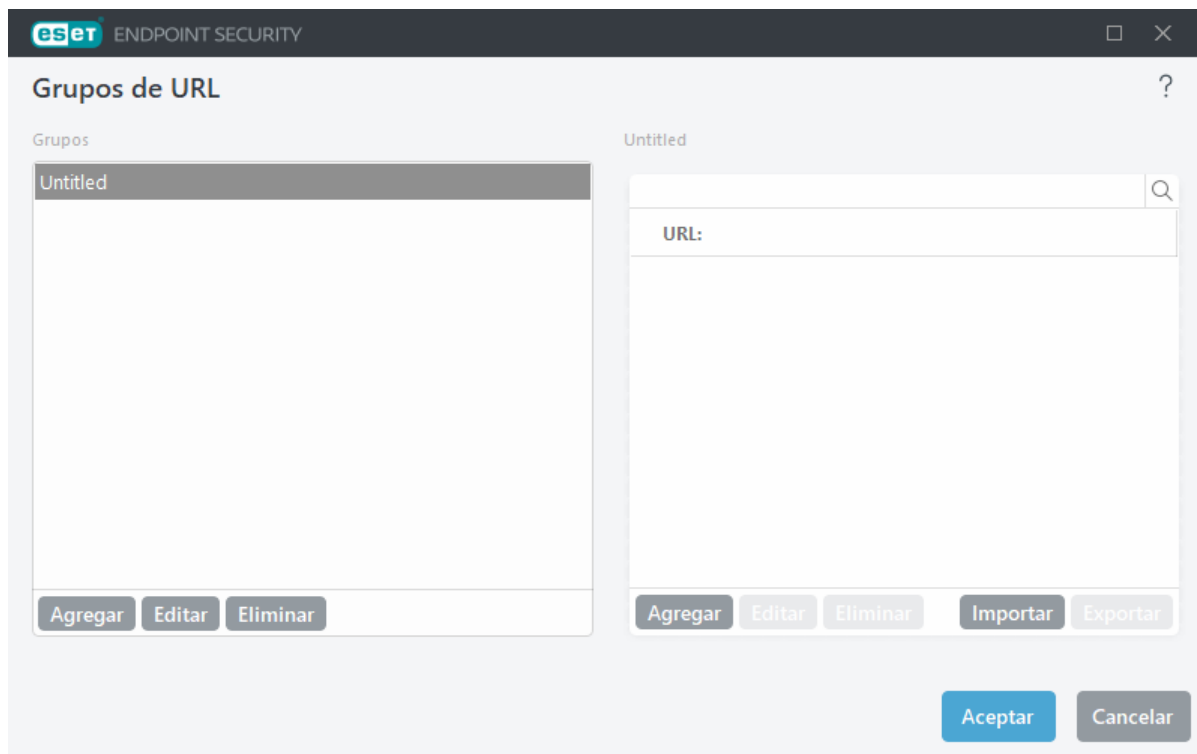 eseT ENDPOINT SECURITY
Grupos de URL
?
Grupos
Untitled
Untitled
URL:
Agregar Editar Eliminar
Agregar Editar Eliminar Importar Exportar
Aceptar Cancelar